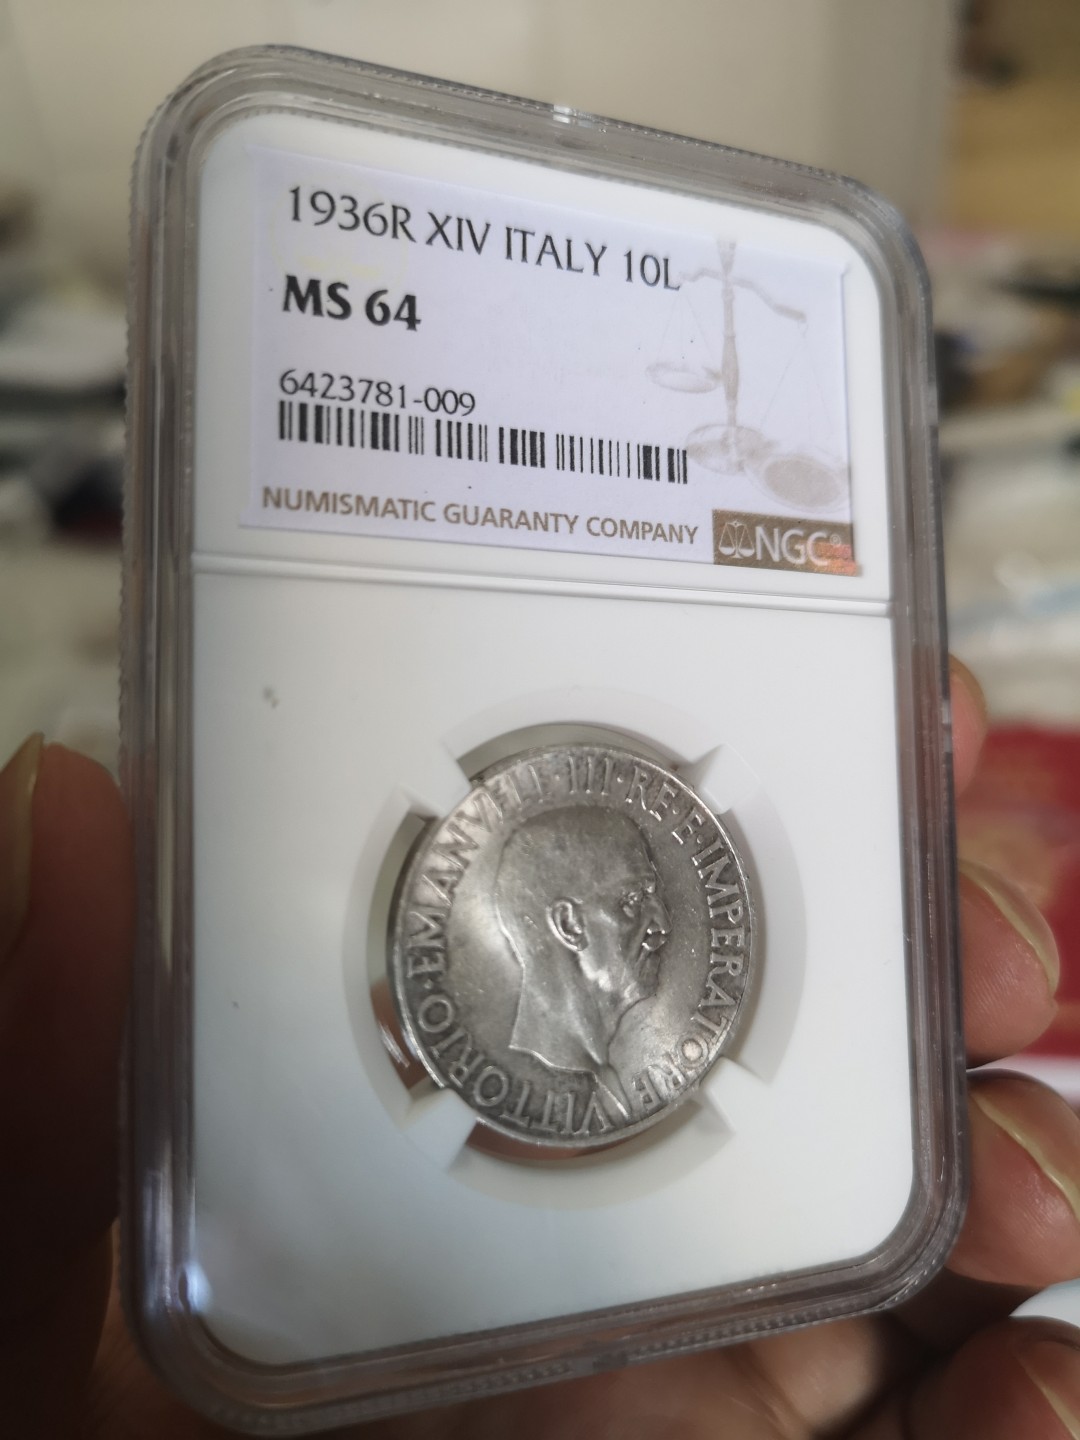 1936R XIV ITALY 10L
MS 64
6423781-009
NUMISMATIC GUARANTY COMPANY
NGC®
VITTORIO·EMANVELE·III·RE·E·IMPERATORE